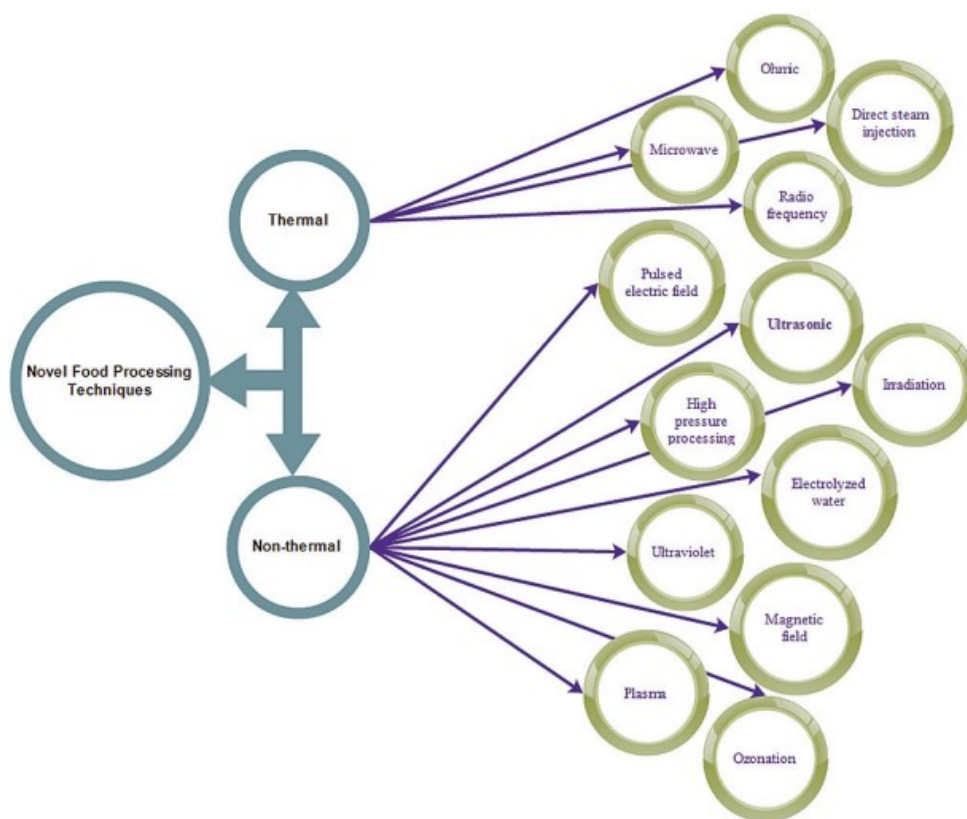 Ohmic
Direct steam
injection
Microwave
Thermal
Radio
frequency
Pulsed
electric field
Ultrasonic
Novel Food Processing
Techniques
Irradiation
High
pressure
processing
Electrolyzed
water
Non-thermal
Ultraviolet
Magnetic
field
Plasma
Ozonation